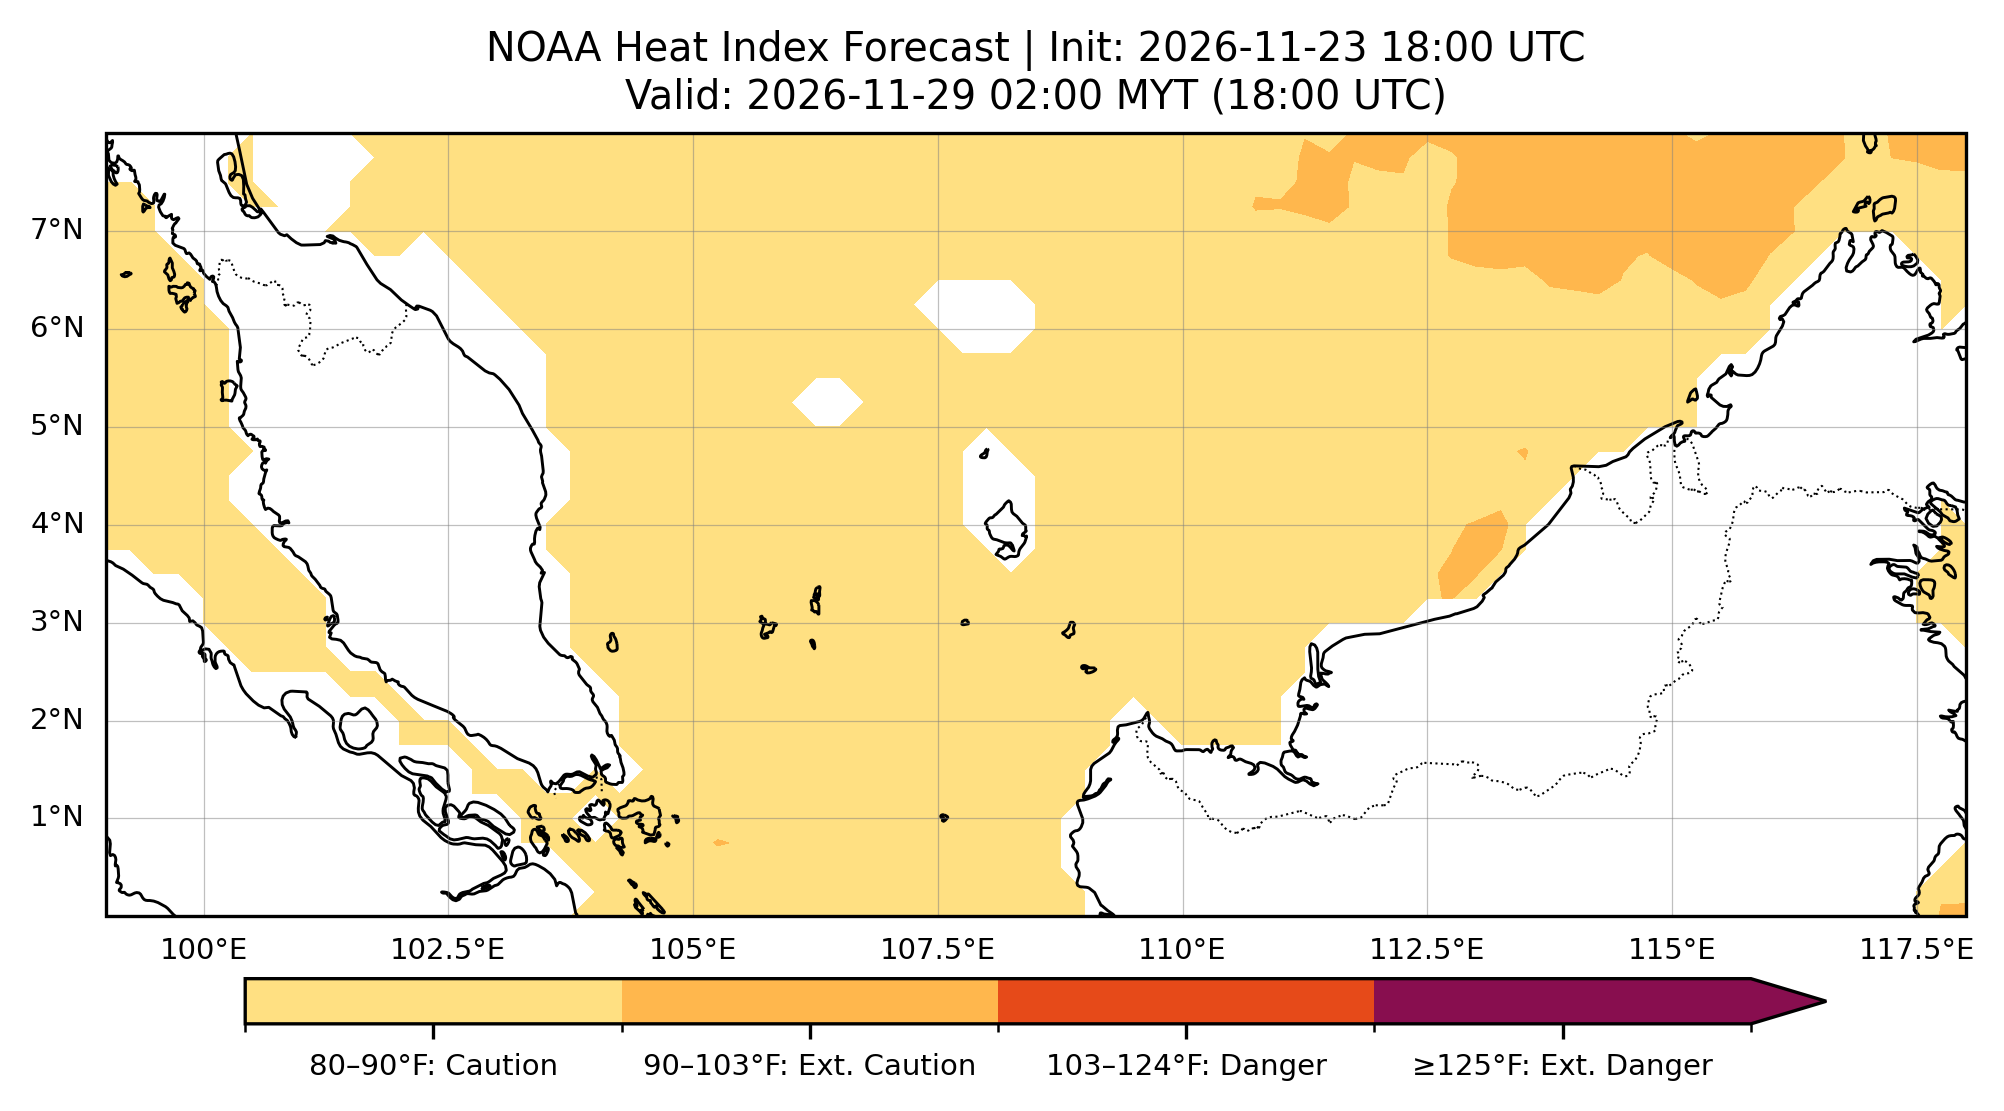 NOAA Heat Index Forecast | Init: 2026-11-23 18:00 UTC
Valid: 2026-11-29 02:00 MYT (18:00 UTC)
7°N
6°N
5°N
4°N
3°N
2°N
1°N
100°E 102.5°E 105°E 107.5°E 110°E 112.5°E 115°E 117.5°E
80–90°F: Caution 90–103°F: Ext. Caution 103–124°F: Danger ≥125°F: Ext. Danger